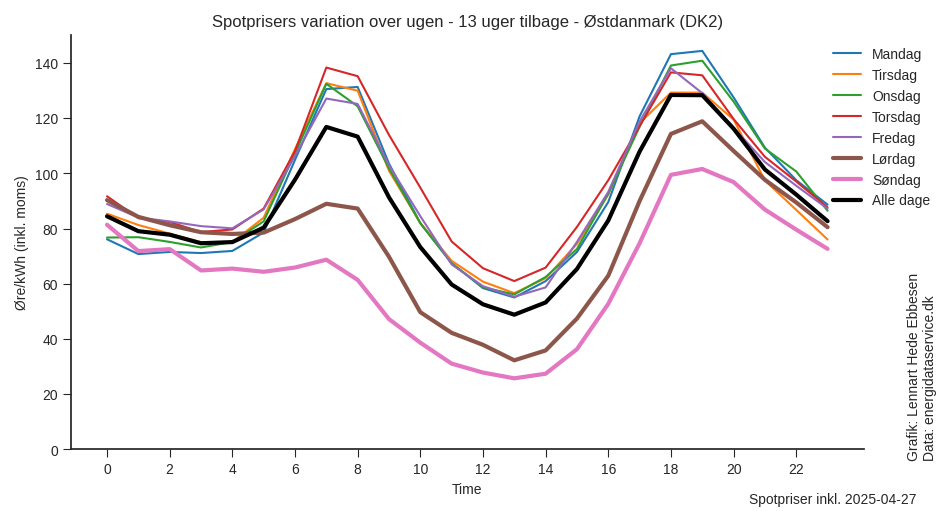 Spotprisers variation over ugen - 13 uger tilbage - Østdanmark (DK2)
Øre/kWh (inkl. moms)
140
120
100
80
60
40
20
0
0 2 4 6 8 10 12 14 16 18 20 22
Time
Mandag
Tirsdag
Onsdag
Torsdag
Fredag
Lørdag
Søndag
Alle dage
Grafik: Lennart Hede Ebbesen
Data: energidataservice.dk
Spotpriser inkl. 2025-04-27